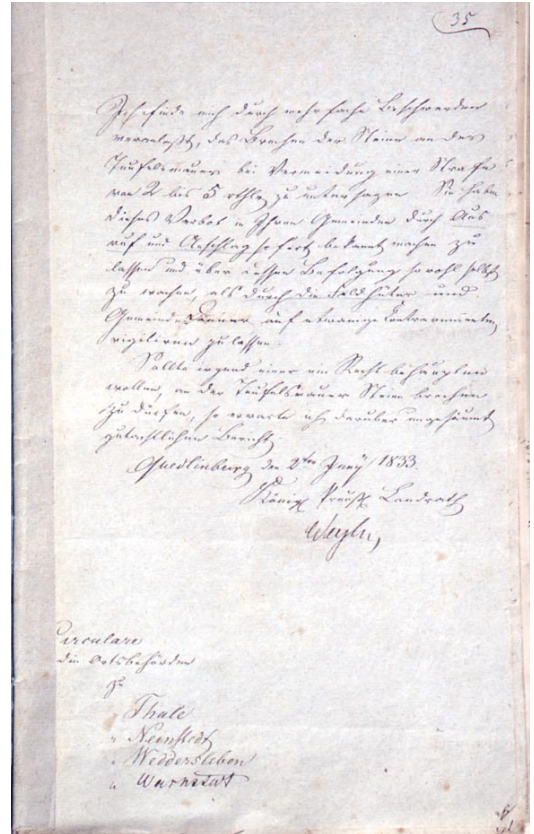 35
Ich finde mich durch mehrfache Beschwerden
veranlaßt, das Brechen der Steine an der
Teufelsmauer bei Vermeidung einer Strafe
von 2 bis 5 rthlr zu untersagen. Sie haben
dieses Verbot in Ihren Gemeinden durch Aus
ruf und Anschlag sofort bekannt machen zu
lassen und über dessen Befolgung sowohl selbst
zu wachen, als durch die Feldhüter und
Gemeinde Diener auf etwanige Contravenienten
vigiliren zu lassen.
Sollte irgend einer ein Recht behaupten
wollen, an der Teufelsmauer Steine brechen
zu dürfen, so erwarte ich darüber ungesäumt
gutachtlichen Bericht.
Quedlinburg den 2ten Juny 1833.
Königl Preuß Landrath
Weyhe
Circulare
die Ortsbehörden
zu
Thale
" Neinstedt
" Weddersleben
" Warnstedt